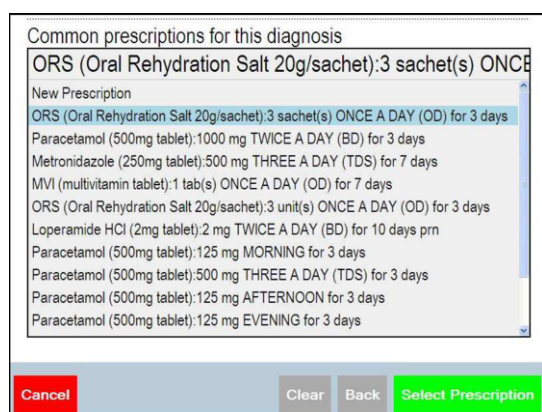 Common prescriptions for this diagnosis
ORS (Oral Rehydration Salt 20g/sachet):3 sachet(s) ONCE
New Prescription
ORS (Oral Rehydration Salt 20g/sachet):3 sachet(s) ONCE A DAY (OD) for 3 days
Paracetamol (500mg tablet):1000 mg TWICE A DAY (BD) for 3 days
Metronidazole (250mg tablet):500 mg THREE A DAY (TDS) for 7 days
MVI (multivitamin tablet):1 tab(s) ONCE A DAY (OD) for 7 days
ORS (Oral Rehydration Salt 20g/sachet):3 unit(s) ONCE A DAY (OD) for 3 days
Loperamide HCl (2mg tablet):2 mg TWICE A DAY (BD) for 10 days prn
Paracetamol (500mg tablet):125 mg MORNING for 3 days
Paracetamol (500mg tablet):500 mg THREE A DAY (TDS) for 3 days
Paracetamol (500mg tablet):125 mg AFTERNOON for 3 days
Paracetamol (500mg tablet):125 mg EVENING for 3 days
Cancel Clear Back Select Prescription